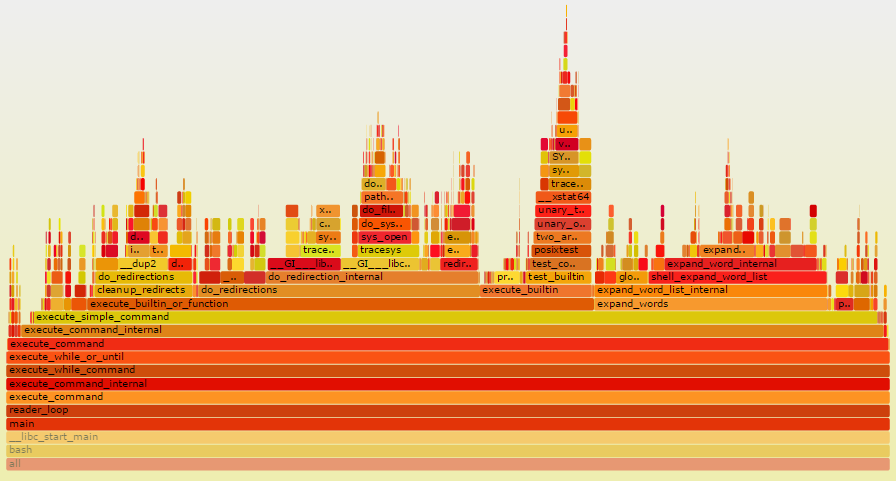 u..
v..
SY..
sy..
do.. trace..
path.. __xstat64
x.. do_fil.. unary_t..
c.. do_sys.. unary_o..
d.. sy.. sys_open e.. two_ar..
i.. t.. trace.. tracesys e.. posixtest expand..
__dup2 d.. __GI___lib.. __GI___libc.. redir.. test_co.. expand_word_internal
do_redirections __.. do_redirection_internal pr.. test_builtin glo.. shell_expand_word_list
cleanup_redirects do_redirections execute_builtin expand_word_list_internal
execute_builtin_or_function expand_words p..
execute_simple_command
execute_command_internal
execute_command
execute_while_or_until
execute_while_command
execute_command_internal
execute_command
reader_loop
main
__libc_start_main
bash
all